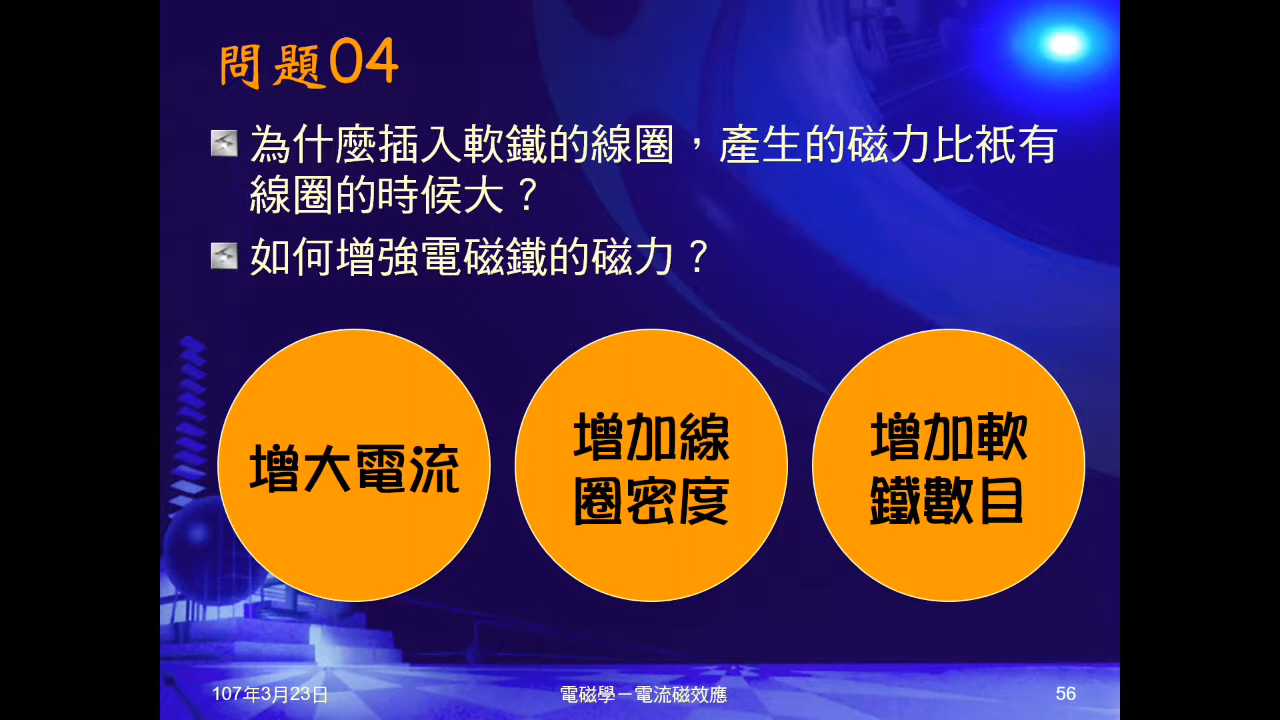 問題04
為什麼插入軟鐵的線圈，產生的磁力比祇有
線圈的時候大？
如何增強電磁鐵的磁力？
增大電流
增加線
圈密度
增加軟
鐵數目
107年3月23日
電磁學－電流磁效應
56